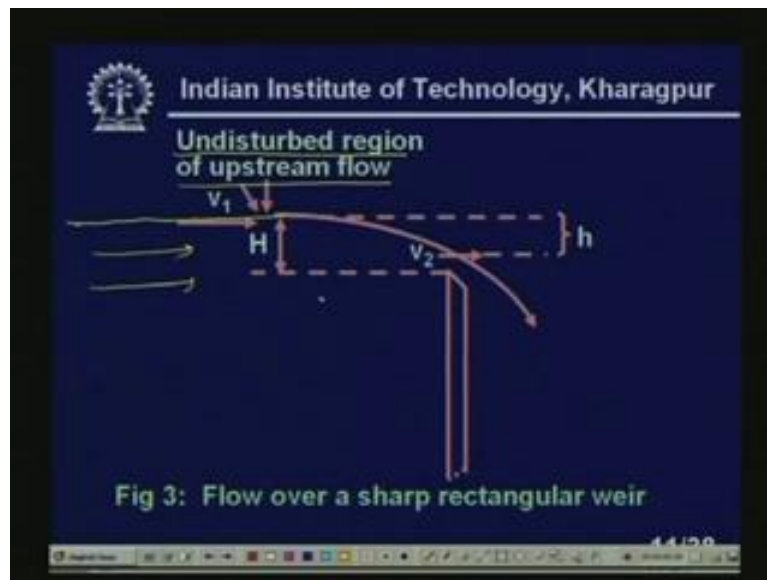 Indian Institute of Technology, Kharagpur
Undisturbed region
of upstream flow
V₁
H
h
V₂
Fig 3: Flow over a sharp rectangular weir